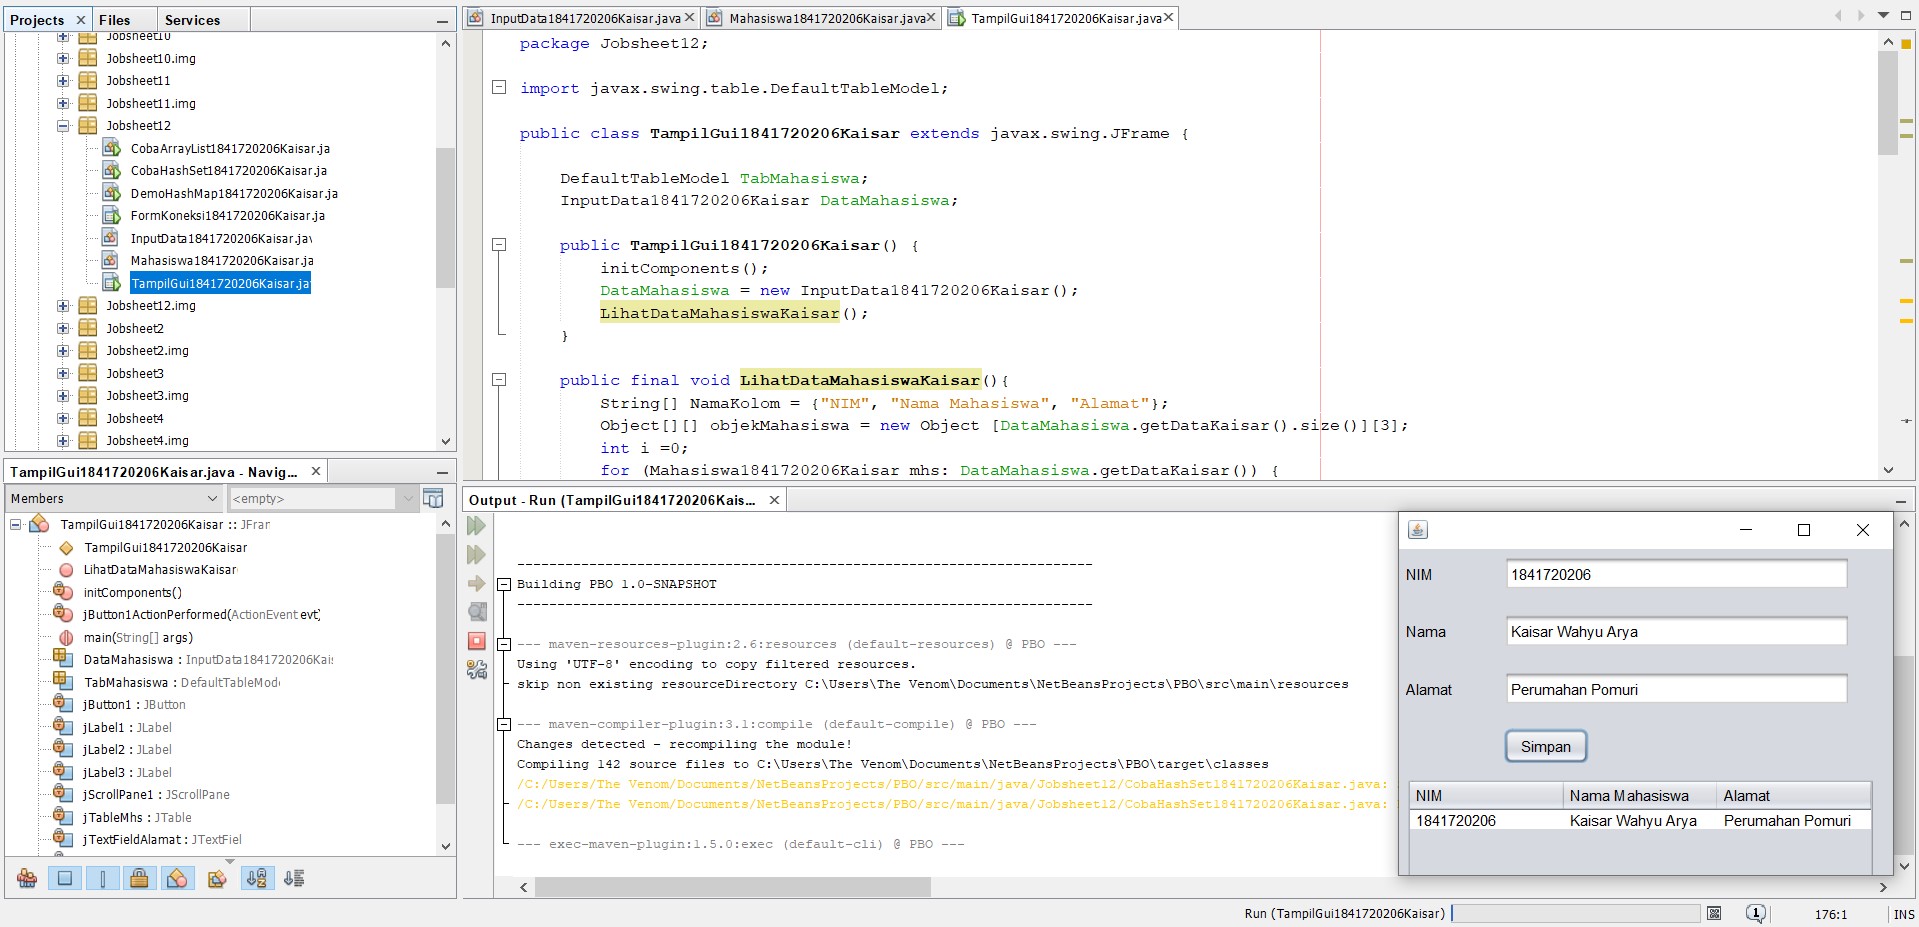 Projects
Files
Services
Jobsheet10
Jobsheet10.img
Jobsheet11
Jobsheet11.img
Jobsheet12
CobaArrayList1841720206Kaisar.ja
CobaHashSet1841720206Kaisar.ja
DemoHashMap1841720206Kaisar.ja
FormKoneksi1841720206Kaisar.ja
InputData1841720206Kaisar.jav
Mahasiswa1841720206Kaisar.ja
TampilGui1841720206Kaisar.ja
Jobsheet12.img
Jobsheet2
Jobsheet2.img
Jobsheet3
Jobsheet3.img
Jobsheet4
Jobsheet4.img
TampilGui1841720206Kaisar.java - Navig...
Members
<empty>
TampilGui1841720206Kaisar :: JFran
TampilGui1841720206Kaisar
LihatDataMahasiswaKaisar
initComponents()
jButton1ActionPerformed(ActionEvent evt)
main(String[] args)
DataMahasiswa : InputData1841720206Kais
TabMahasiswa : DefaultTableMode
jButton1 : JButton
jLabel1 : JLabel
jLabel2 : JLabel
jLabel3 : JLabel
jScrollPane1 : JScrollPane
jTableMhs : JTable
jTextFieldAlamat : JTextFiel
InputData1841720206Kaisar.java
Mahasiswa1841720206Kaisar.java
TampilGui1841720206Kaisar.java
package Jobsheet12;
import javax.swing.table.DefaultTableModel;
public class TampilGui1841720206Kaisar extends javax.swing.JFrame {
DefaultTableModel TabMahasiswa;
InputData1841720206Kaisar DataMahasiswa;
public TampilGui1841720206Kaisar() {
initComponents();
DataMahasiswa = new InputData1841720206Kaisar();
LihatDataMahasiswaKaisar();
}
public final void LihatDataMahasiswaKaisar(){
String[] NamaKolom = {"NIM", "Nama Mahasiswa", "Alamat"};
Object[][] objekMahasiswa = new Object [DataMahasiswa.getDataKaisar().size()][3];
int i =0;
for (Mahasiswa1841720206Kaisar mhs: DataMahasiswa.getDataKaisar()) {
Output - Run (TampilGui1841720206Kais...
------------------------------------------------------------------------
Building PBO 1.0-SNAPSHOT
------------------------------------------------------------------------
--- maven-resources-plugin:2.6:resources (default-resources) @ PBO ---
Using 'UTF-8' encoding to copy filtered resources.
skip non existing resourceDirectory C:\Users\The Venom\Documents\NetBeansProjects\PBO\src\main\resources
--- maven-compiler-plugin:3.1:compile (default-compile) @ PBO ---
Changes detected - recompiling the module!
Compiling 142 source files to C:\Users\The Venom\Documents\NetBeansProjects\PBO\target\classes
/C:/Users/The Venom/Documents/NetBeansProjects/PBO/src/main/java/Jobsheet12/CobaHashSet1841720206Kaisar.java:
/C:/Users/The Venom/Documents/NetBeansProjects/PBO/src/main/java/Jobsheet12/CobaHashSet1841720206Kaisar.java:
--- exec-maven-plugin:1.5.0:exec (default-cli) @ PBO ---
NIM
1841720206
Nama
Kaisar Wahyu Arya
Alamat
Perumahan Pomuri
Simpan
NIM Nama Mahasiswa Alamat
1841720206 Kaisar Wahyu Arya Perumahan Pomuri
Run (TampilGui1841720206Kaisar)
1
176:1
INS